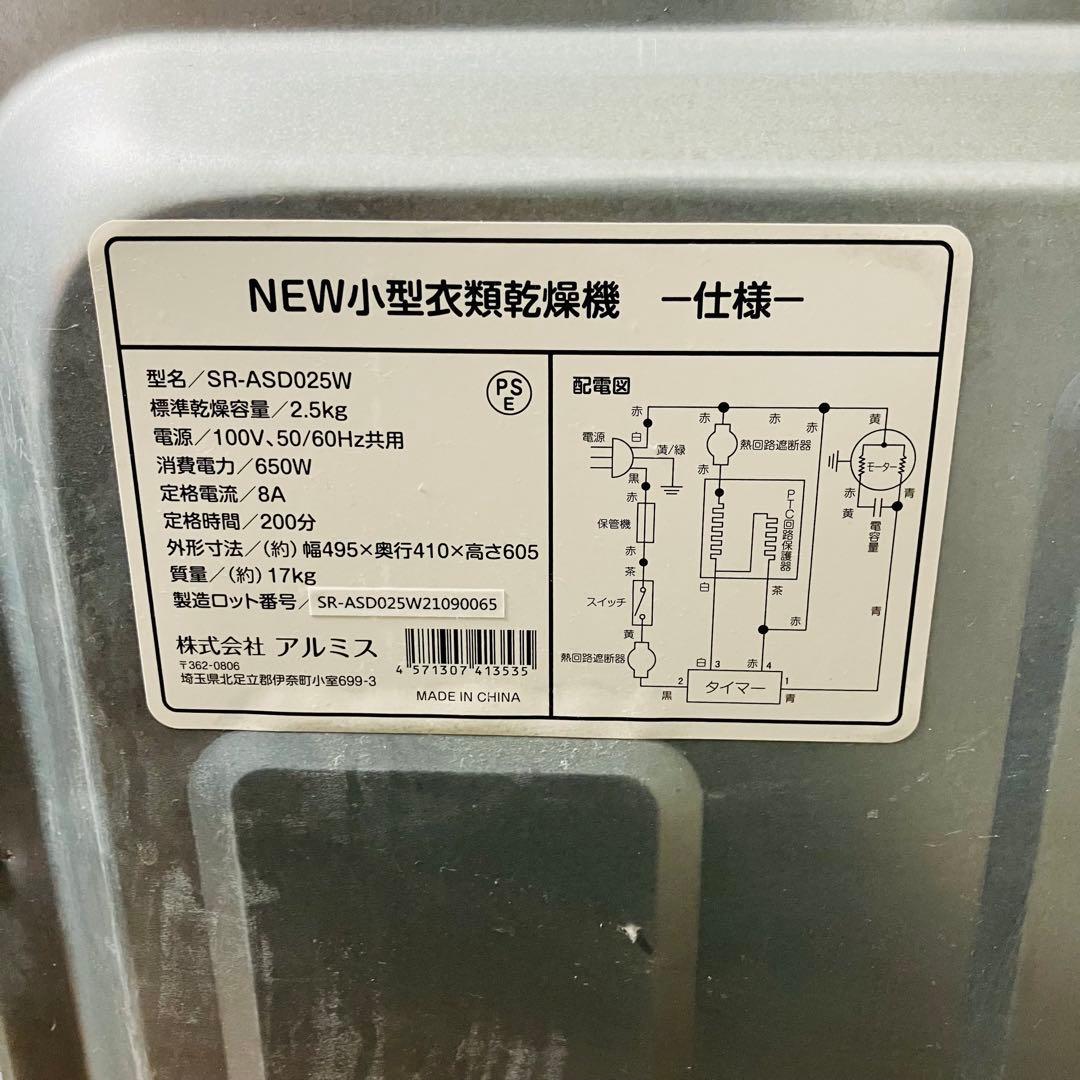 NEW小型衣類乾燥機 ー仕様ー
型名／SR-ASD025W
標準乾燥容量／2.5kg
電源／100V、50/60Hz共用
消費電力／650W
定格電流／8A
定格時間／200分
外形寸法／(約) 幅495×奥行410×高さ605
質量／(約) 17kg
製造ロット番号／ SR-ASD025W21090065
株式会社 アルミス
〒362-0806
埼玉県北足立郡伊奈町小室699-3
4 571307 413535
MADE IN CHINA
PS
E
配電図
赤 赤 赤 黄
白 赤
電源 熱回路遮断器
黄/緑 モーター
黒 赤
赤 赤 青
黄
保管機 PTC回路保護器 電容量
赤
茶 白 茶
スイッチ 青
黄 赤
熱回路遮断器 白 3 赤 4
2 タイマー 1
黒 青